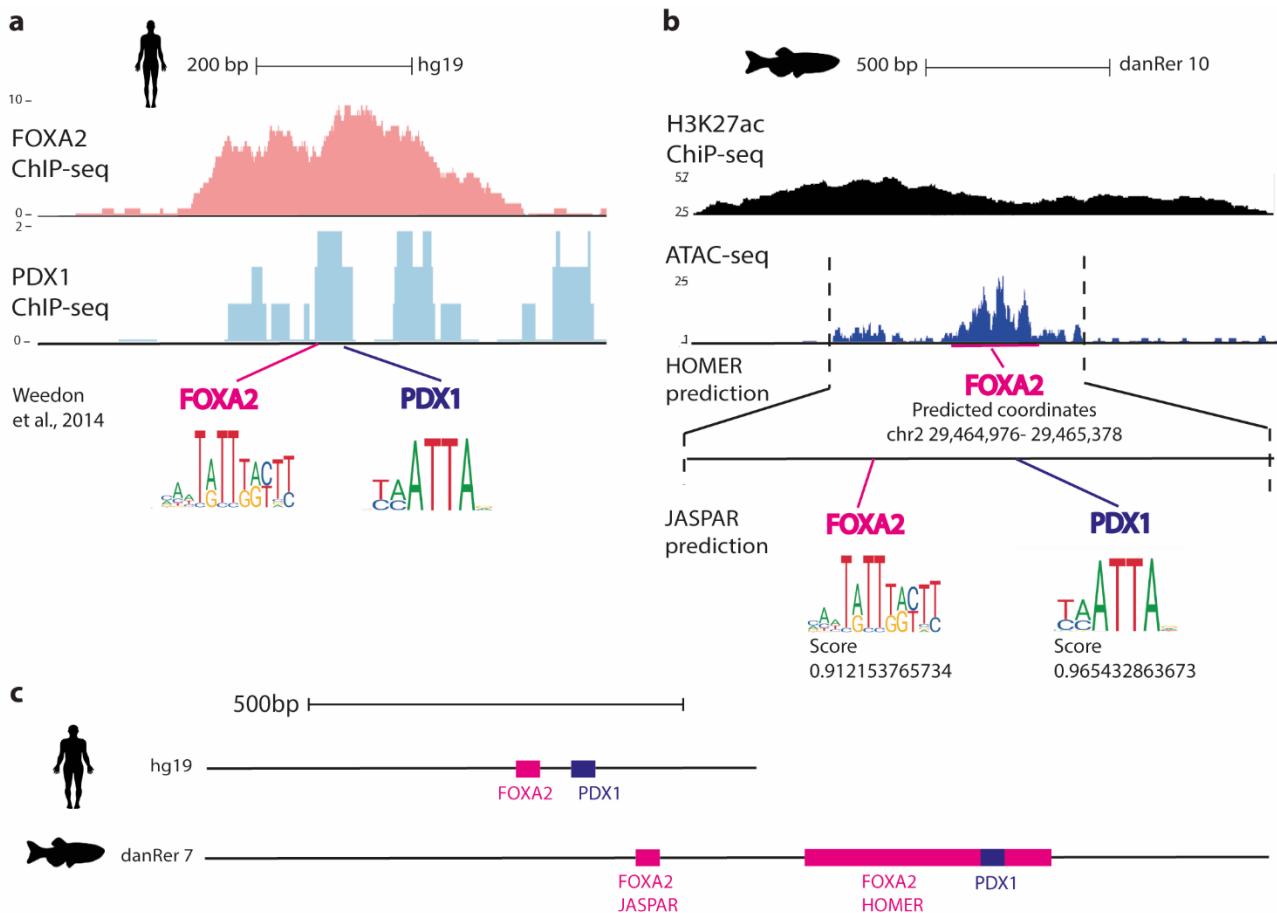 a
200 bp
hg19
10
FOXA2
ChIP-seq
0
2
PDX1
ChIP-seq
0
Weedon
et al., 2014
FOXA2
PDX1
b
500 bp
danRer 10
H3K27ac
ChiP-seq
57
25
ATAC-seq
25
1
HOMER
prediction
FOXA2
Predicted coordinates
chr2 29,464,976- 29,465,378
JASPAR
prediction
FOXA2
PDX1
Score
0.912153765734
Score
0.965432863673
c
500bp
hg19
FOXA2
PDX1
danRer 7
FOXA2
JASPAR
FOXA2
HOMER
PDX1